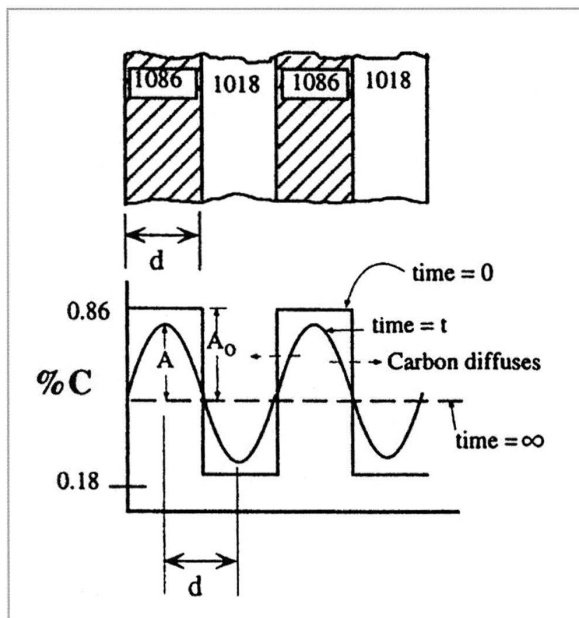 1086 1018 1086 1018
d
time = 0
0.86
A₀
time = t
A
Carbon diffuses
%C
time = ∞
0.18
d